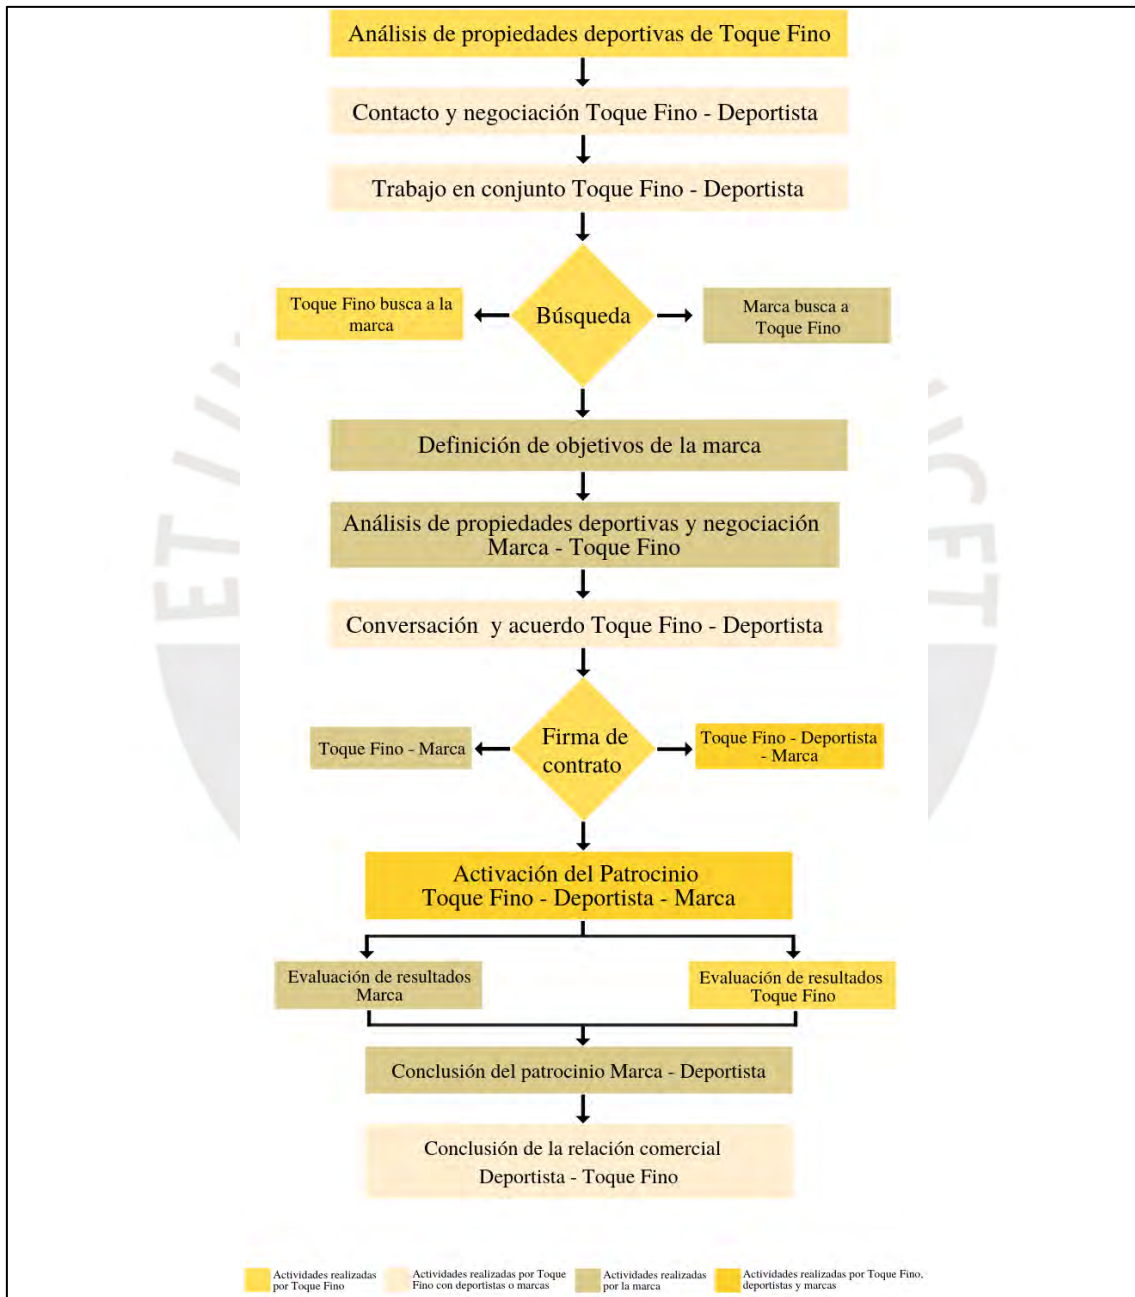 Análisis de propiedades deportivas de Toque Fino
Contacto y negociación Toque Fino - Deportista
Trabajo en conjunto Toque Fino - Deportista
Búsqueda
Toque Fino busca a la
marca
Marca busca a
Toque Fino
Definición de objetivos de la marca
Análisis de propiedades deportivas y negociación
Marca - Toque Fino
Conversación y acuerdo Toque Fino - Deportista
Firma de
contrato
Toque Fino - Marca
Toque Fino - Deportista
- Marca
Activación del Patrocinio
Toque Fino - Deportista - Marca
Evaluación de resultados
Marca
Evaluación de resultados
Toque Fino
Conclusión del patrocinio Marca - Deportista
Conclusión de la relación comercial
Deportista - Toque Fino
Actividades realizadas
por Toque Fino
Actividades realizadas por Toque
Fino con deportistas o marcas
Actividades realizadas
por la marca
Actividades realizadas por Toque Fino,
deportistas y marcas